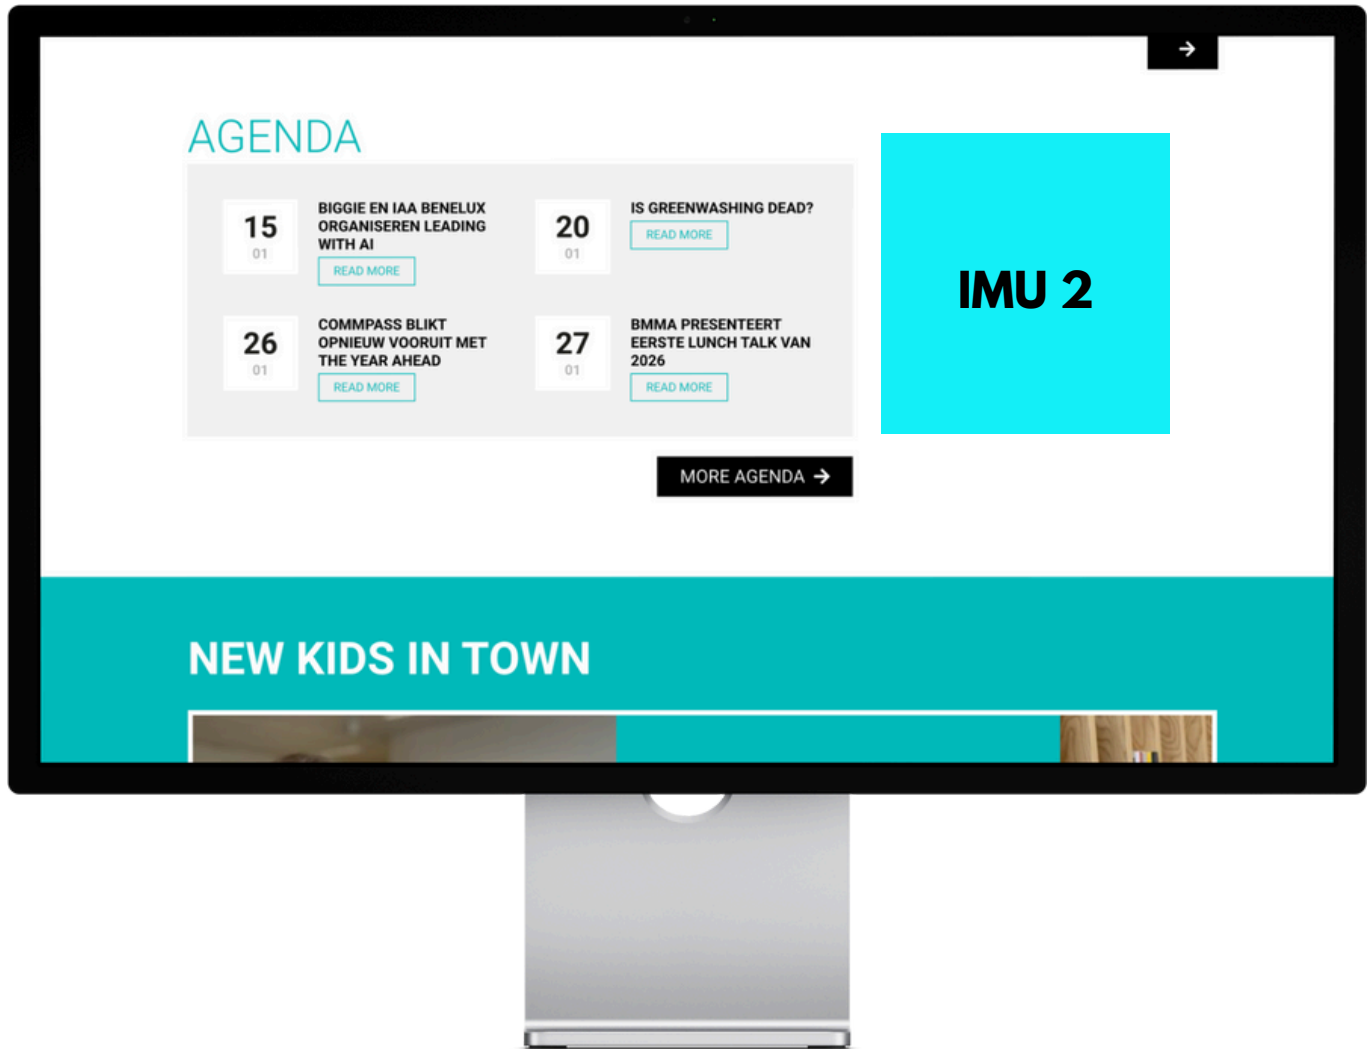 AGENDA
15
01
BIGGIE EN IAA BENELUX
ORGANISEREN LEADING
WITH AI
READ MORE
20
01
IS GREENWASHING DEAD?
READ MORE
26
01
COMMPASS BLIKT
OPNIEUW VOORUIT MET
THE YEAR AHEAD
READ MORE
27
01
BMMA PRESENTEERT
EERSTE LUNCH TALK VAN
2026
READ MORE
IMU 2
MORE AGENDA →
NEW KIDS IN TOWN